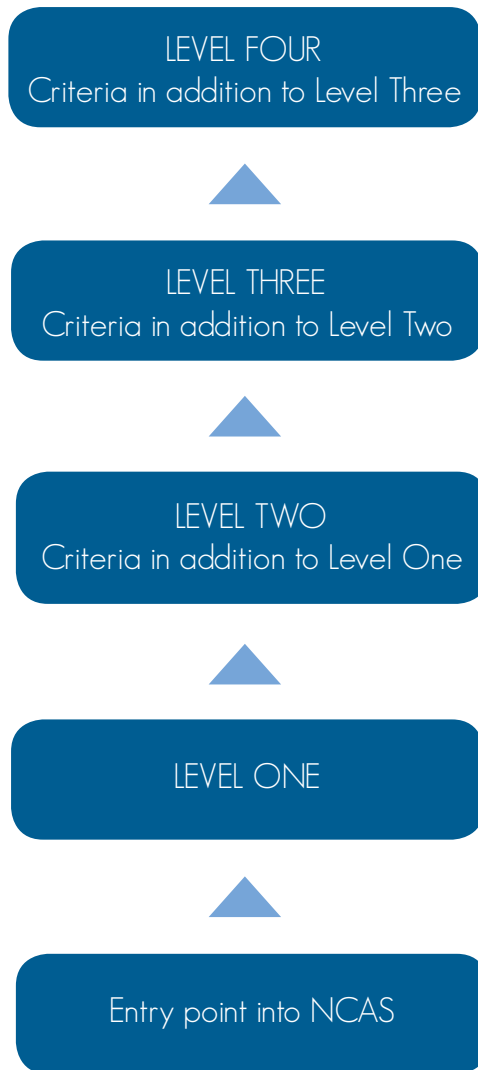 LEVEL FOUR
Criteria in addition to Level Three
LEVEL THREE
Criteria in addition to Level Two
LEVEL TWO
Criteria in addition to Level One
LEVEL ONE
Entry point into NCAS